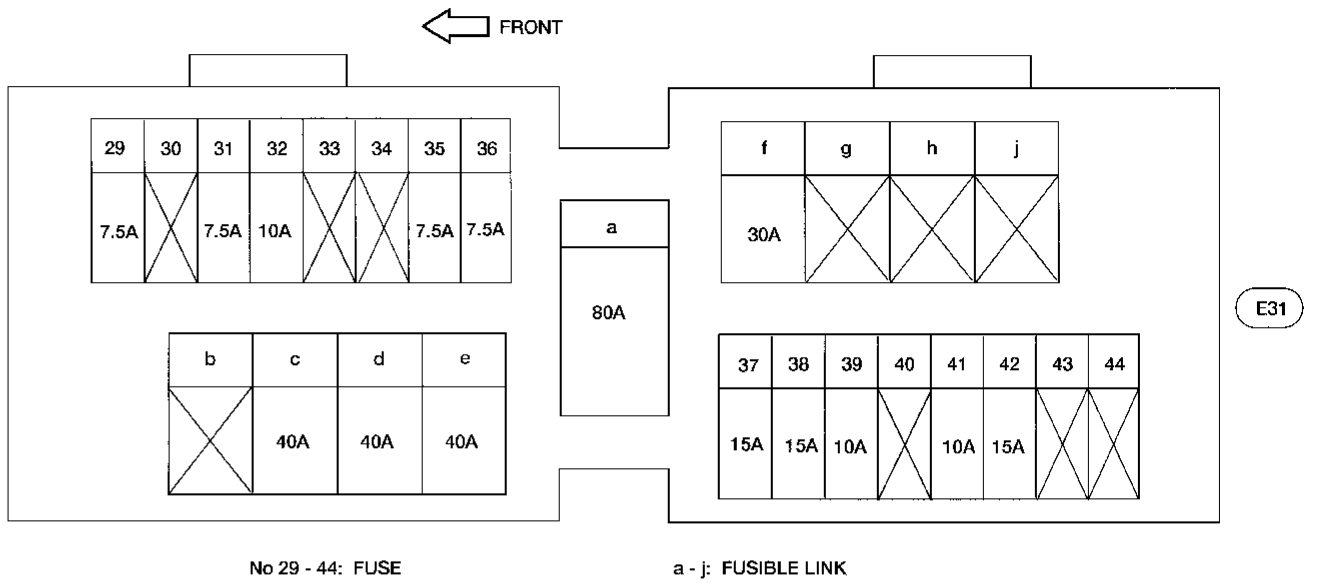 FRONT
29 30 31 32 33 34 35 36
7.5A 7.5A 10A 7.5A 7.5A
f g h j
30A
a
80A
E31
b c d e
40A 40A 40A
37 38 39 40 41 42 43 44
15A 15A 10A 10A 15A
No 29 - 44: FUSE
a - j: FUSIBLE LINK